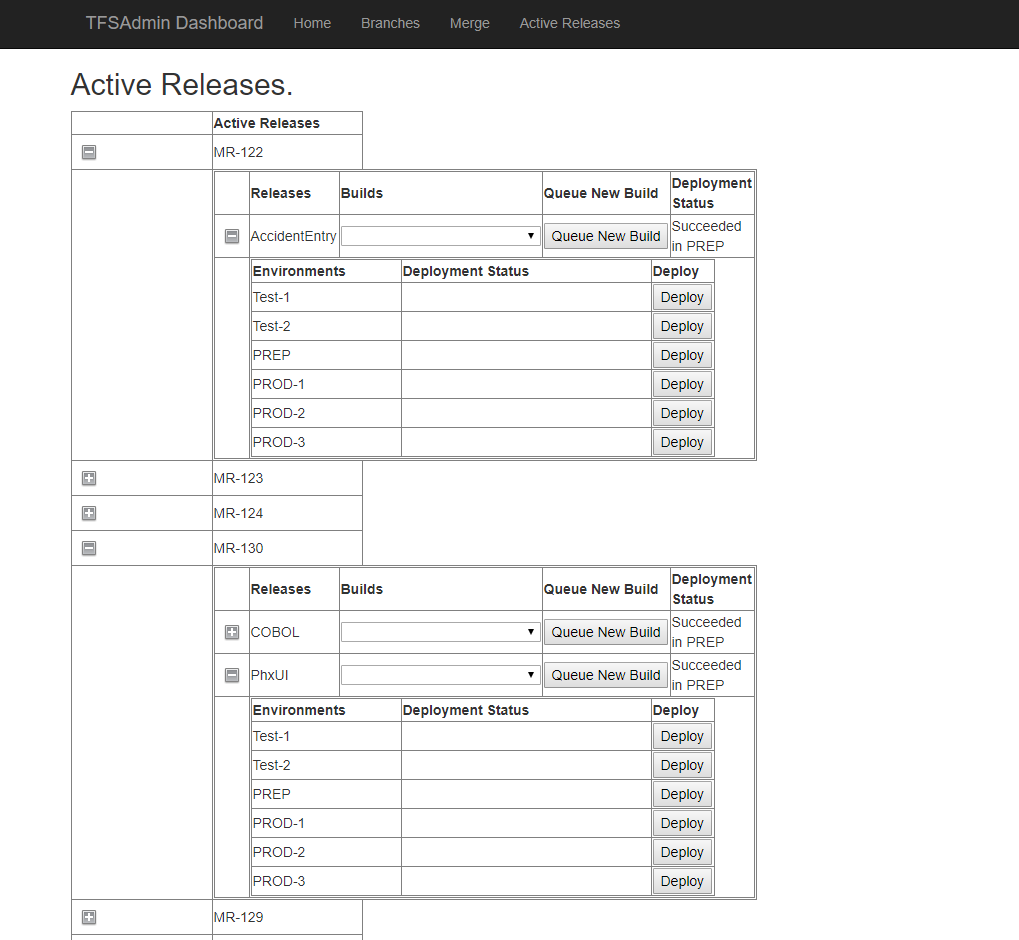 TFSAdmin Dashboard Home Branches Merge Active Releases
Active Releases.
Active Releases
MR-122
Releases Builds Queue New Build Deployment Status
AccidentEntry Queue New Build Succeeded in PREP
Environments Deployment Status Deploy
Test-1 Deploy
Test-2 Deploy
PREP Deploy
PROD-1 Deploy
PROD-2 Deploy
PROD-3 Deploy
MR-123
MR-124
MR-130
Releases Builds Queue New Build Deployment Status
COBOL Queue New Build Succeeded in PREP
PhxUI Queue New Build Succeeded in PREP
Environments Deployment Status Deploy
Test-1 Deploy
Test-2 Deploy
PREP Deploy
PROD-1 Deploy
PROD-2 Deploy
PROD-3 Deploy
MR-129